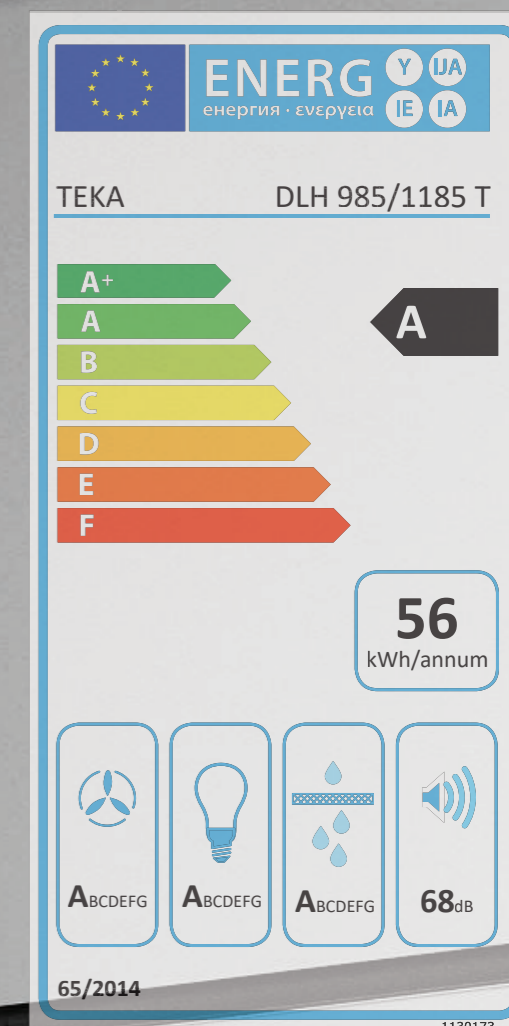 ENERG Y IJA IE IA
енергия · ενεργεια
TEKA DLH 985/1185 T
A+
A
A
B
C
D
E
F
56
kWh/annum
ABCDEFG ABCDEFG ABCDEFG 68dB
65/2014